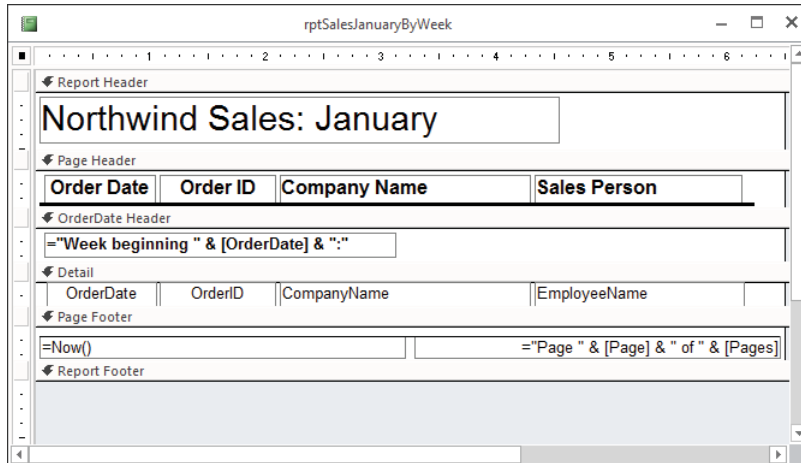 rptSalesJanuaryByWeek
1 2 3 4 5 6
Report Header
Northwind Sales: January
Page Header
Order Date Order ID Company Name Sales Person
OrderDate Header
="Week beginning " & [OrderDate] & ":"
Detail
OrderDate OrderID CompanyName EmployeeName
Page Footer
=Now() ="Page " & [Page] & " of " & [Pages]
Report Footer